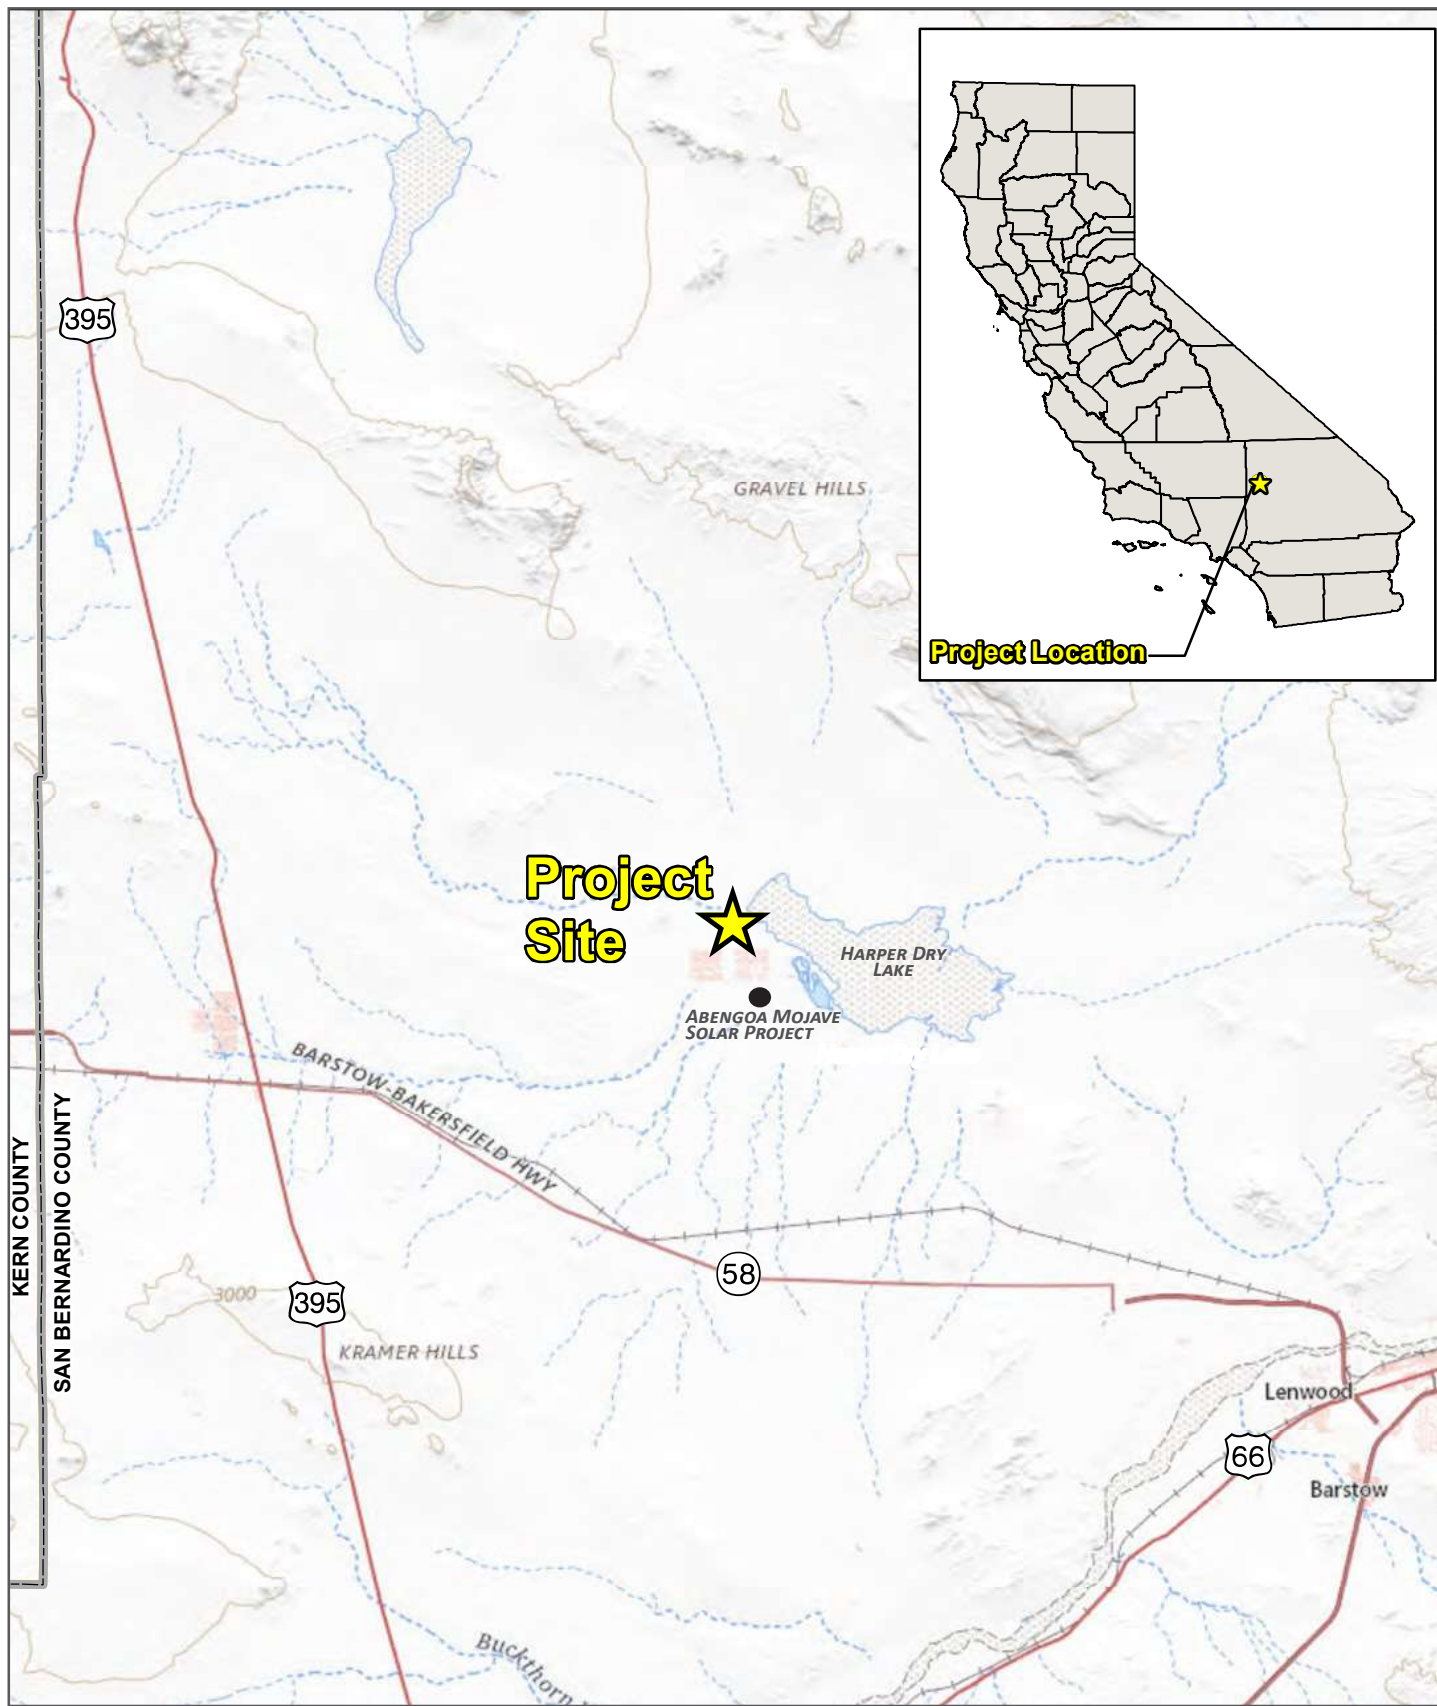 395
GRAVEL HILLS
Project Location
Project
Site
HARPER DRY
LAKE
ABENGOA MOJAVE
SOLAR PROJECT
BARSTOW-BAKERSFIELD HWY
KERN COUNTY
SAN BERNARDINO COUNTY
58
3000
395
KRAMER HILLS
Lenwood
66
Barstow
Buckthorn